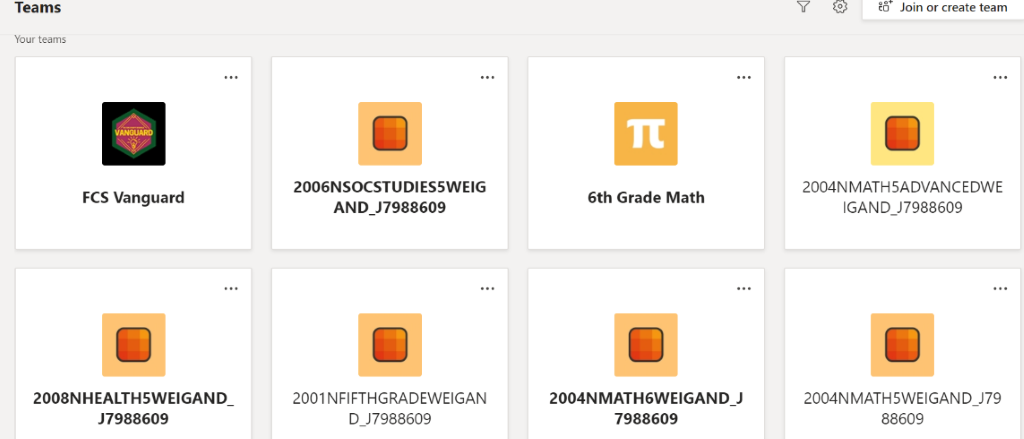 Teams
Join or create team
Your teams
...
...
...
...
VANGUARD
π
FCS Vanguard
2006NSOCSTUDIES5WEIG
AND_J7988609
6th Grade Math
2004NMATH5ADVANCEDWE
IGAND_J7988609
...
...
...
...
2008NHEALTH5WEIGAND_
J7988609
2001NFIFTHGRADEWEIGAN
D_J7988609
2004NMATH6WEIGAND_J
7988609
2004NMATH5WEIGAND_J79
88609